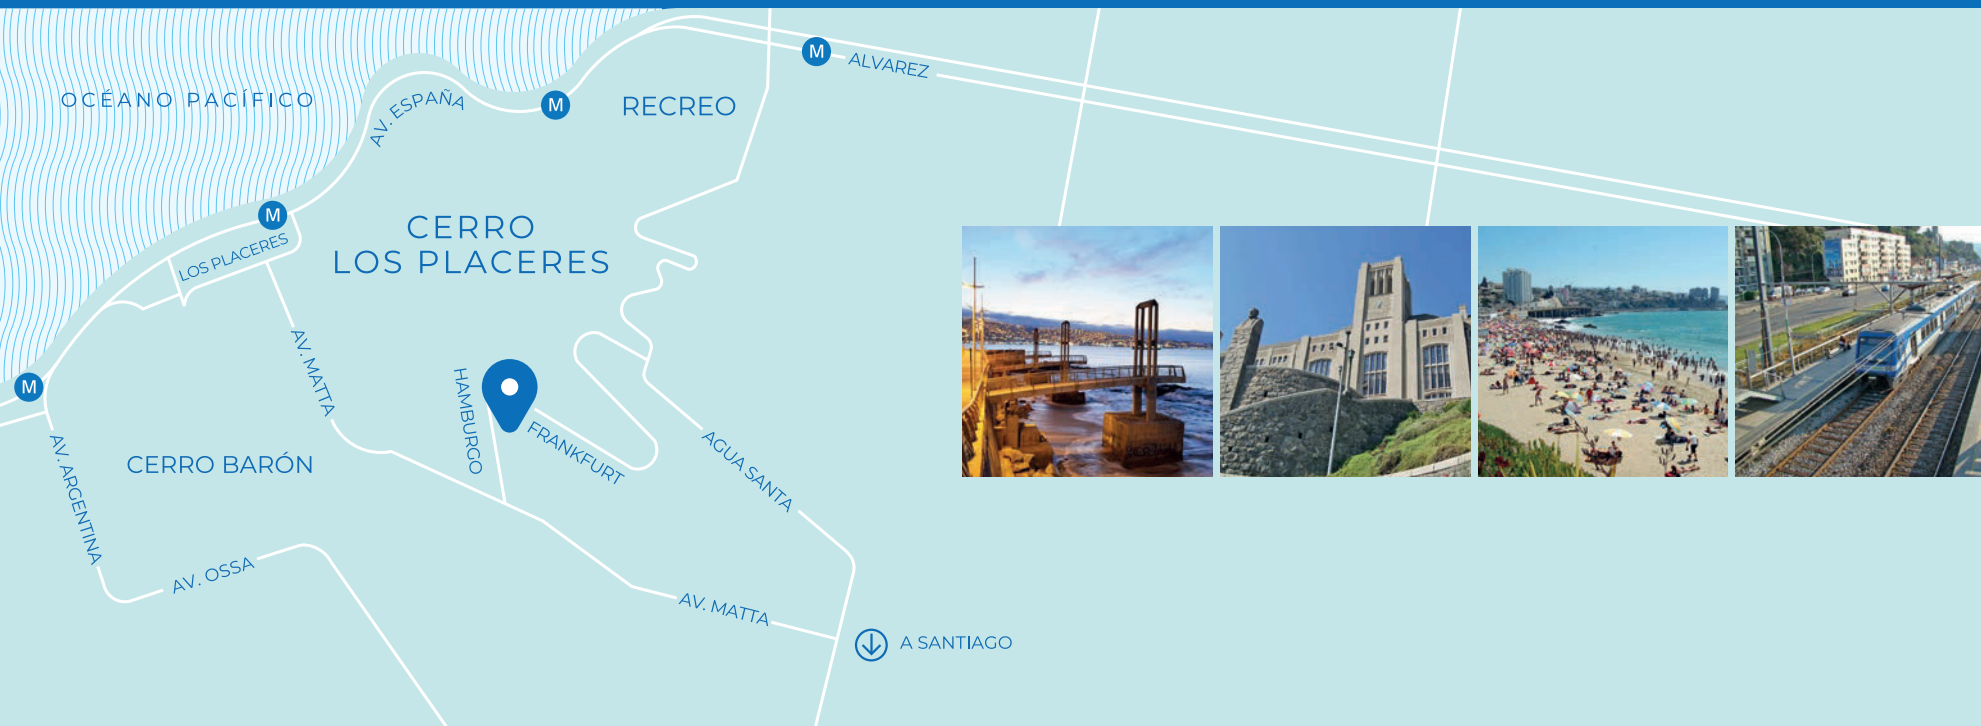 M
ALVAREZ
OCÉANO PACÍFICO
AV. ESPAÑA
M
RECREO
M
LOS PLACERES
CERRO
LOS PLACERES
AV. MATTA
M
HAMBURGO
FRANKFURT
AGUA SANTA
AV. ARGENTINA
CERRO BARÓN
AV. OSSA
AV. MATTA
A SANTIAGO